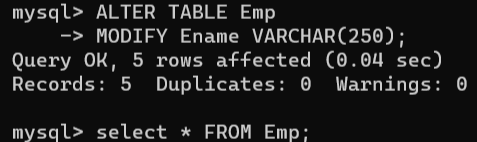 mysql> ALTER TABLE Emp
    -> MODIFY Ename VARCHAR(250);
Query OK, 5 rows affected (0.04 sec)
Records: 5  Duplicates: 0  Warnings: 0
mysql> select * FROM Emp;